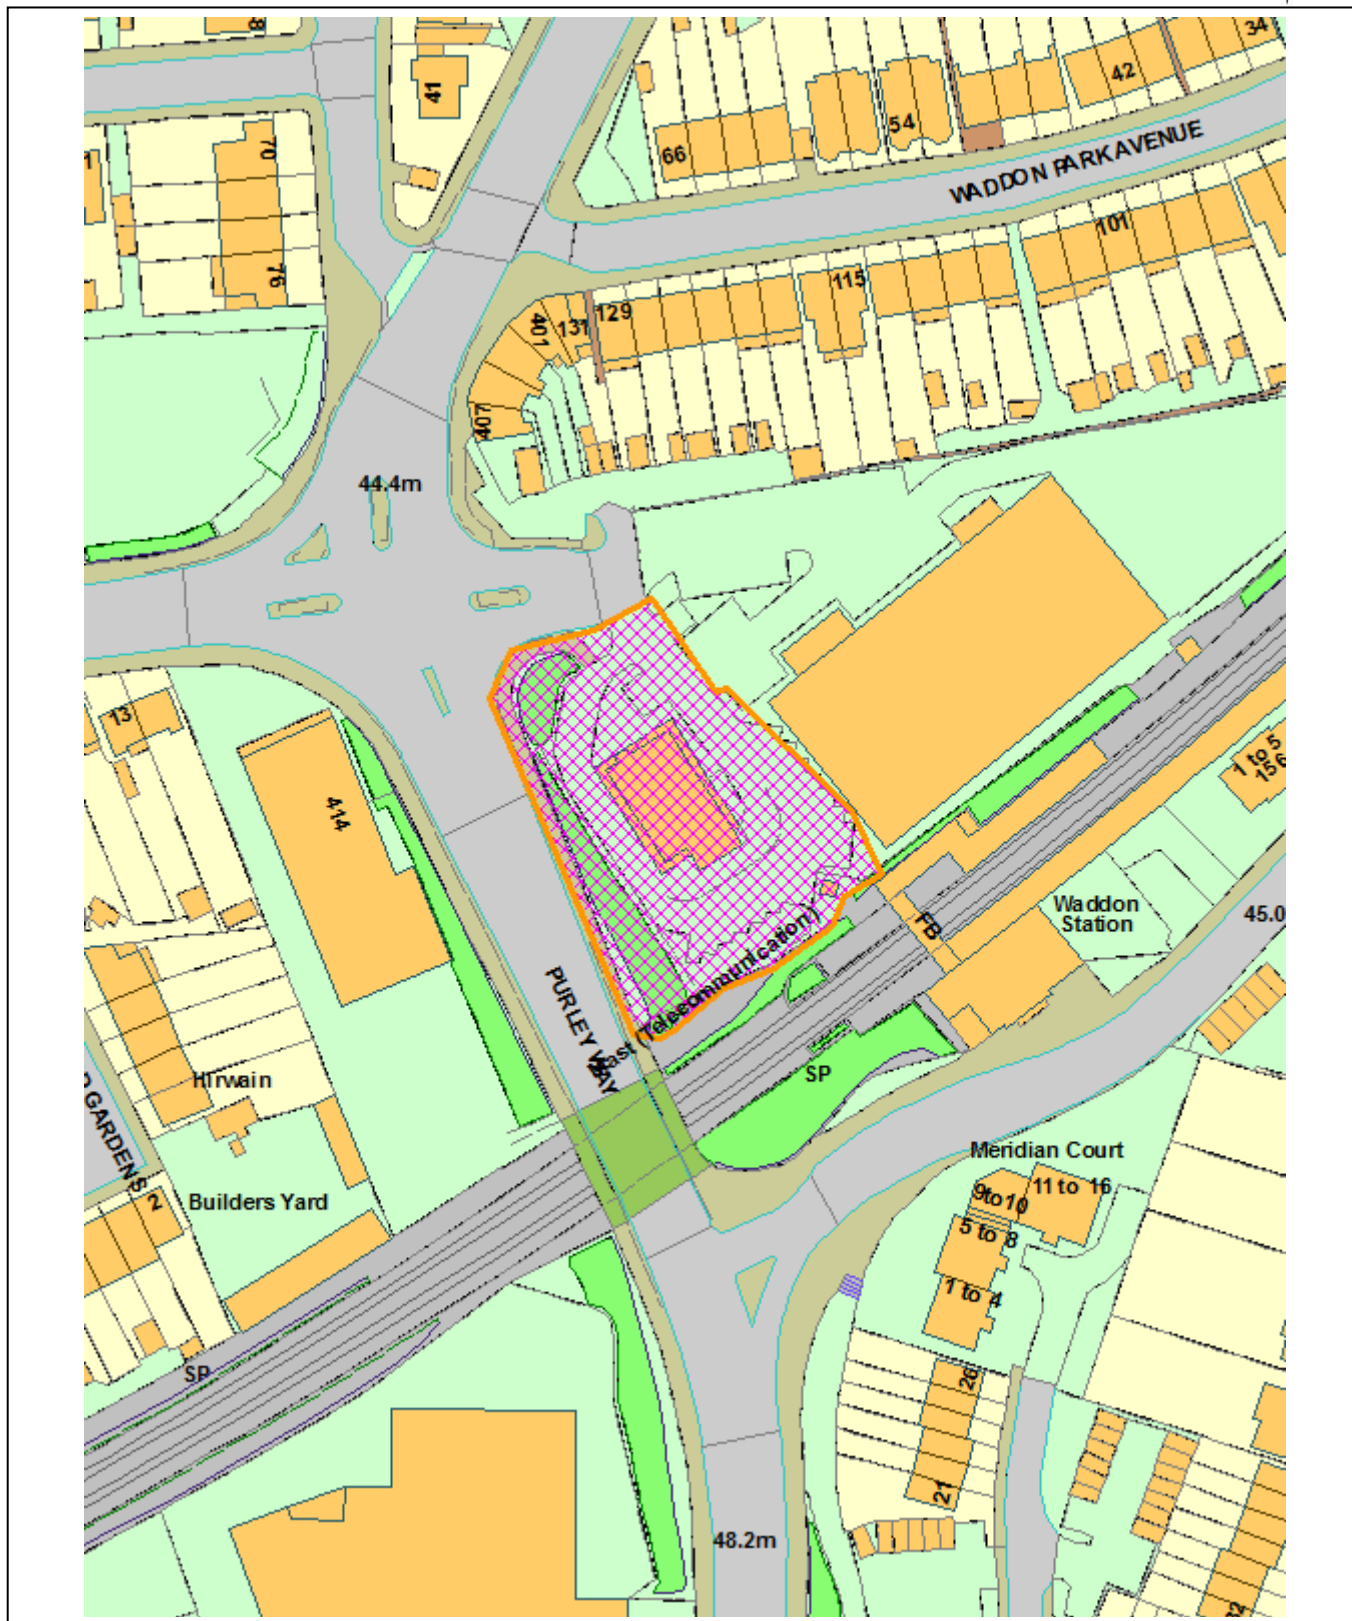 8
34
41
42
54
66
70
1
WADDON PARK AVENUE
101
76
115
129
131
401
407
44.4m
13
1 to 5
414
Waddon
Station
45.0
FB
(Telecommunication)
PURLEY WAY
SP
Hirwain
GARDENS
Meridian Court
11 to 16
9 to 10
2
Builders Yard
5 to 8
1 to 4
SP
26
21
48.2m